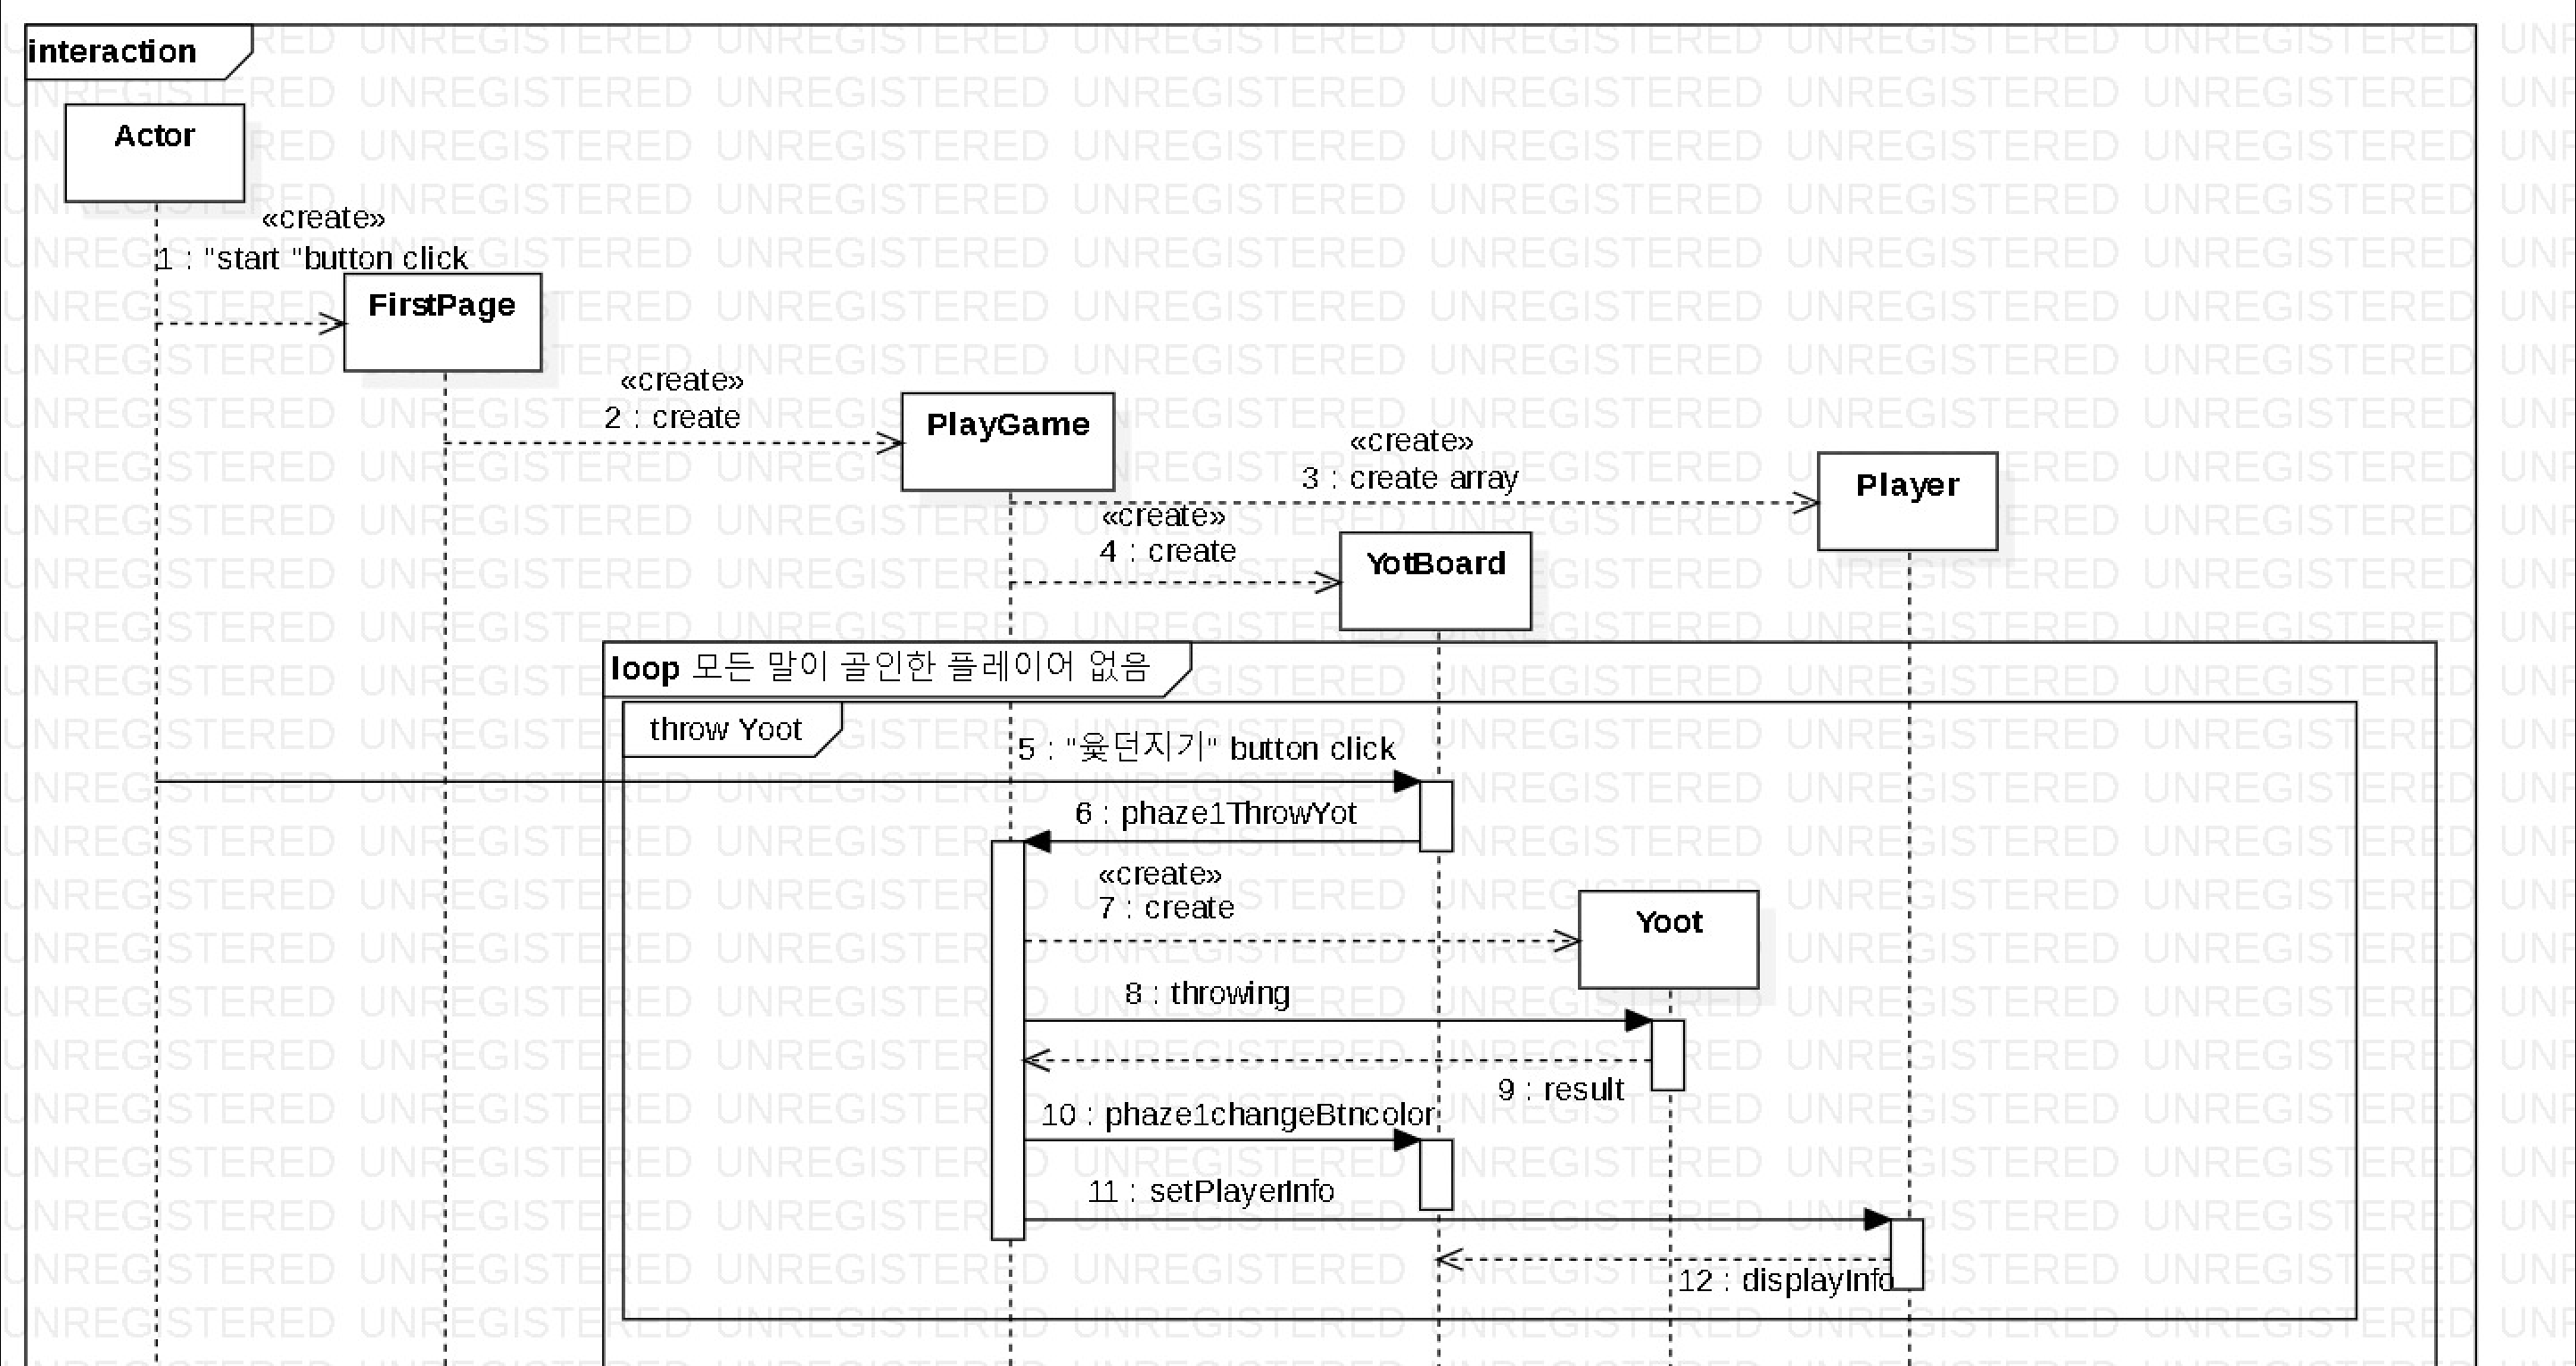 interaction
Actor
«create»
1 : "start "button click
FirstPage
«create»
2 : create
PlayGame
«create»
3 : create array
Player
«create»
4 : create
YotBoard
loop 모든 말이 골인한 플레이어 없음
throw Yoot
5 : "윷던지기" button click
6 : phaze1ThrowYot
«create»
7 : create
Yoot
8 : throwing
9 : result
10 : phaze1changeBtncolor
11 : setPlayerInfo
12 : displayInfo
UNREGISTERED